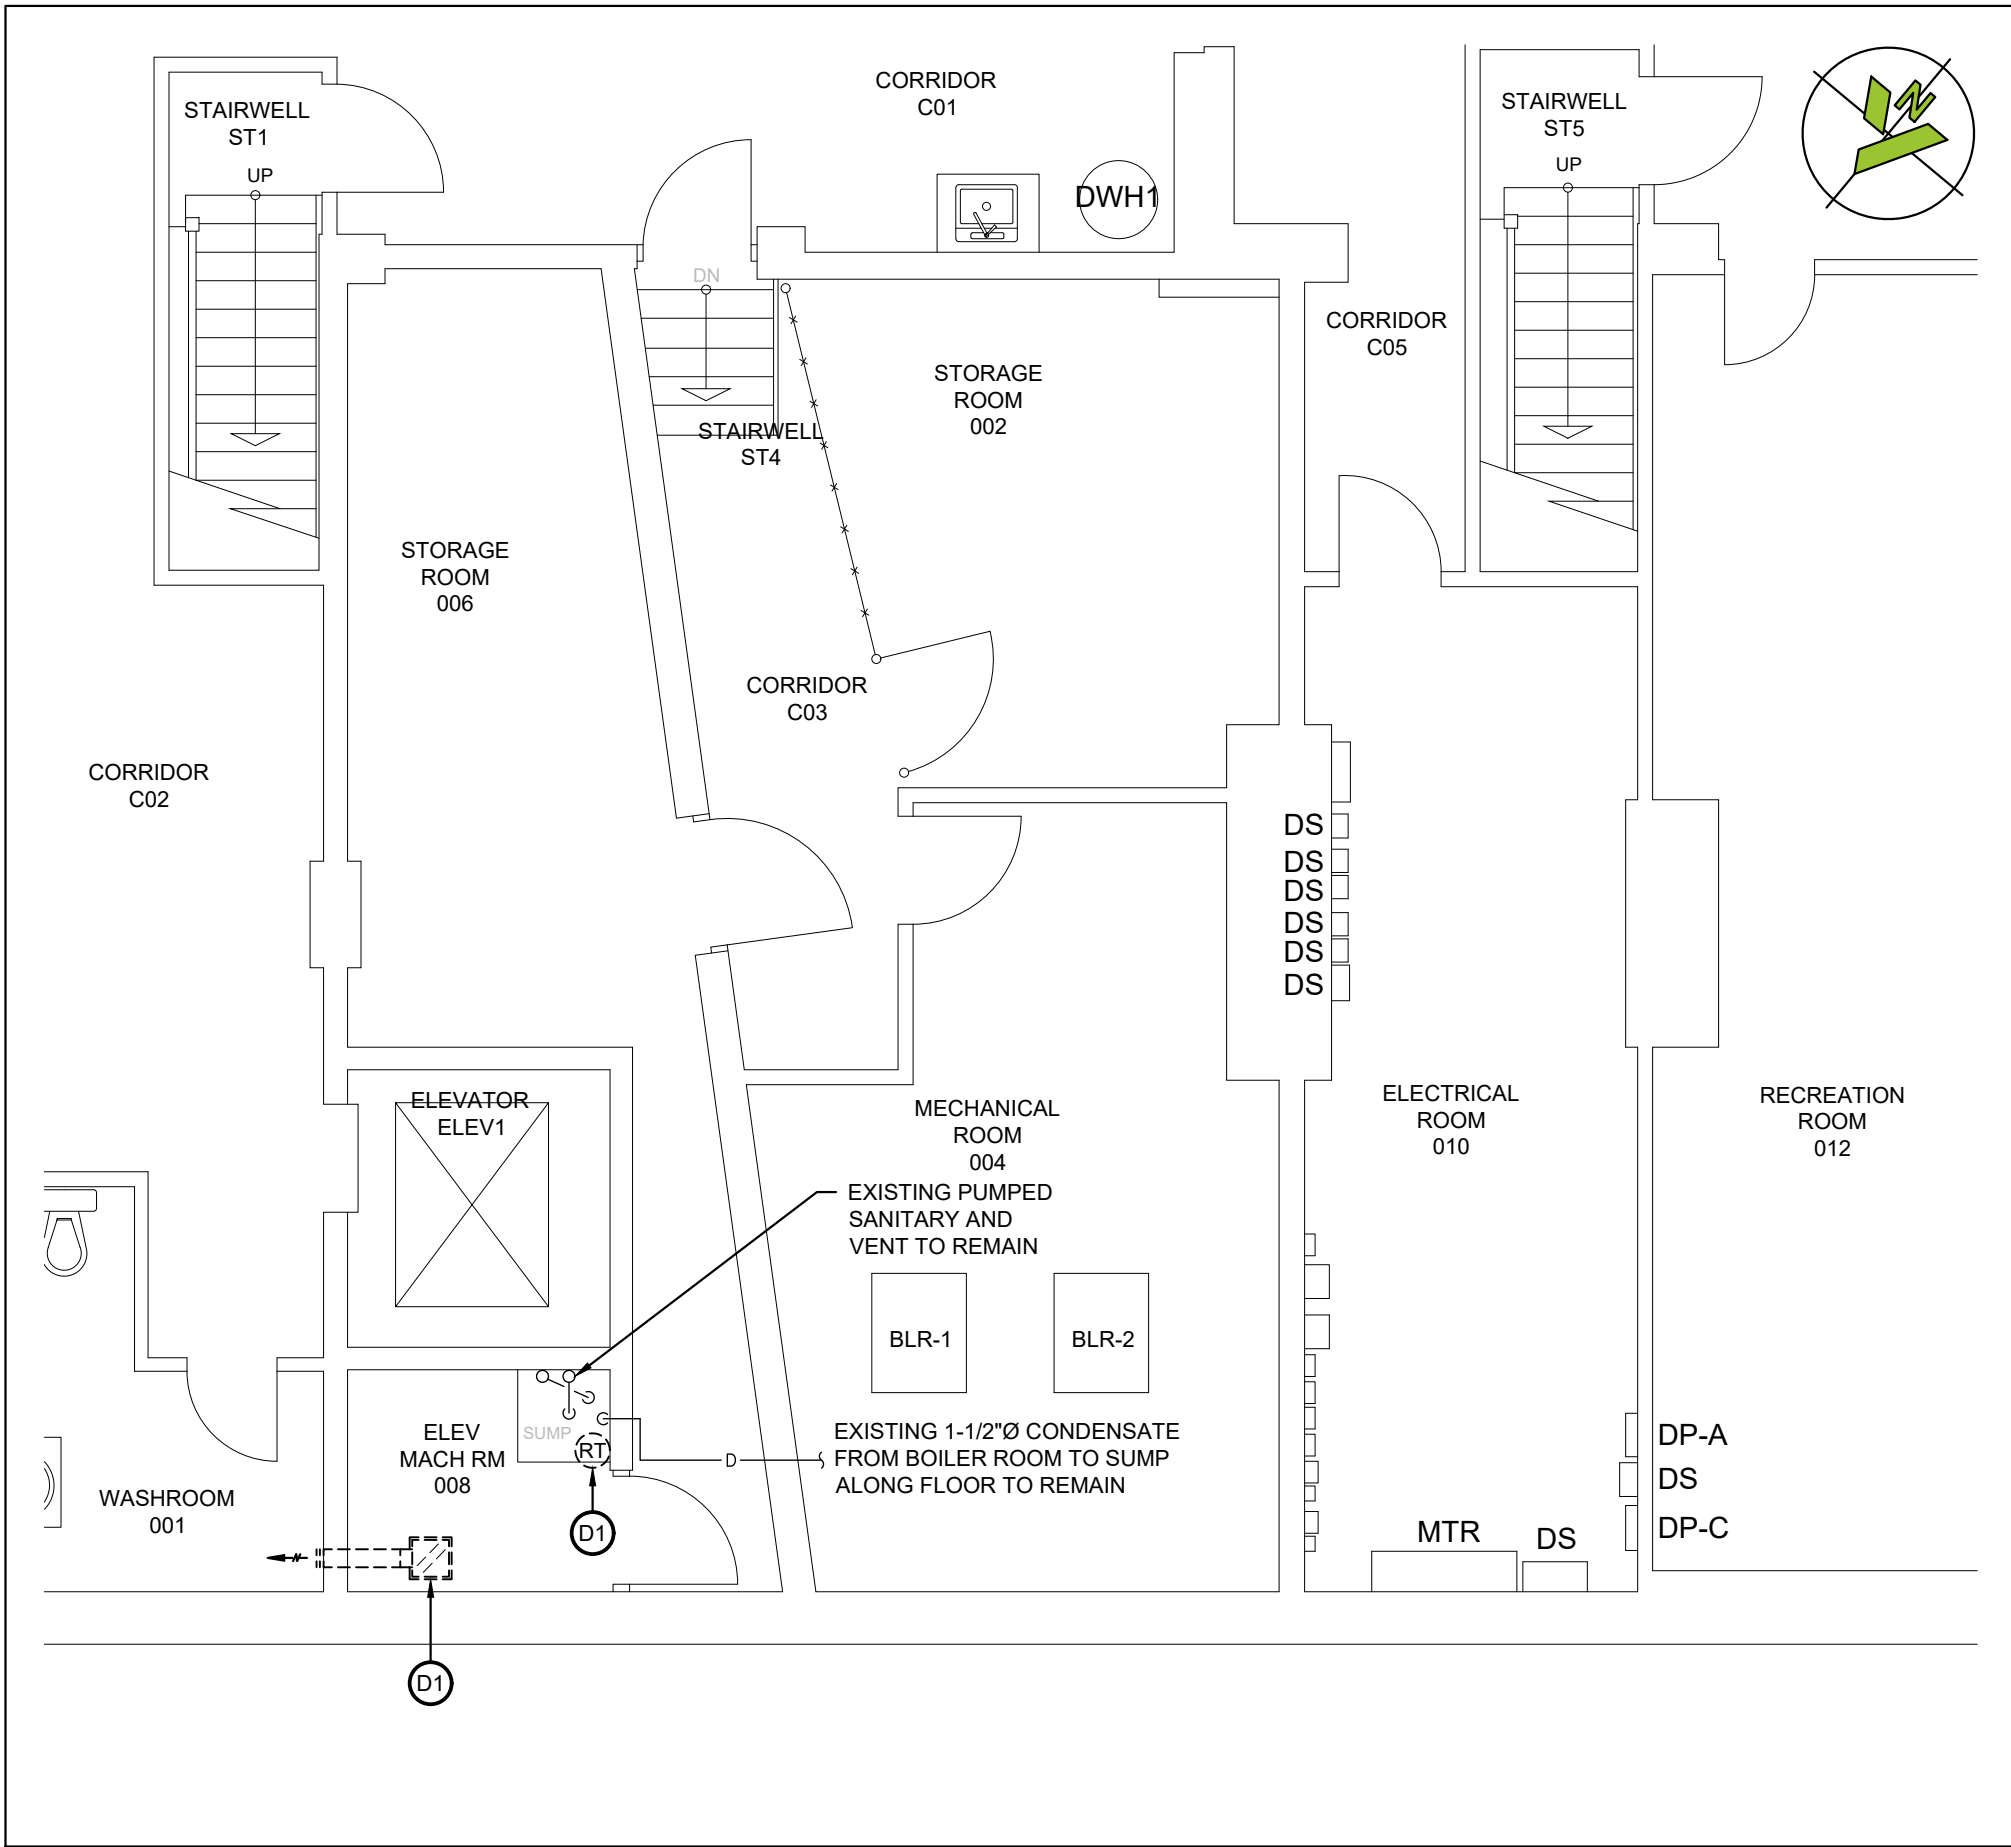 CORRIDOR
C01
STAIRWELL
ST1
UP
STAIRWELL
ST5
UP
N
DWH1
DN
CORRIDOR
C05
STORAGE
ROOM
002
STAIRWELL
ST4
STORAGE
ROOM
006
CORRIDOR
C03
CORRIDOR
C02
DS
DS
DS
DS
DS
DS
ELEVATOR
ELEV1
MECHANICAL
ROOM
004
ELECTRICAL
ROOM
010
RECREATION
ROOM
012
EXISTING PUMPED
SANITARY AND
VENT TO REMAIN
BLR-1
BLR-2
SUMP
RT
ELEV
MACH RM
008
D
EXISTING 1-1/2"Ø CONDENSATE
FROM BOILER ROOM TO SUMP
ALONG FLOOR TO REMAIN
DP-A
DS
DP-C
WASHROOM
001
D1
MTR
DS
D1